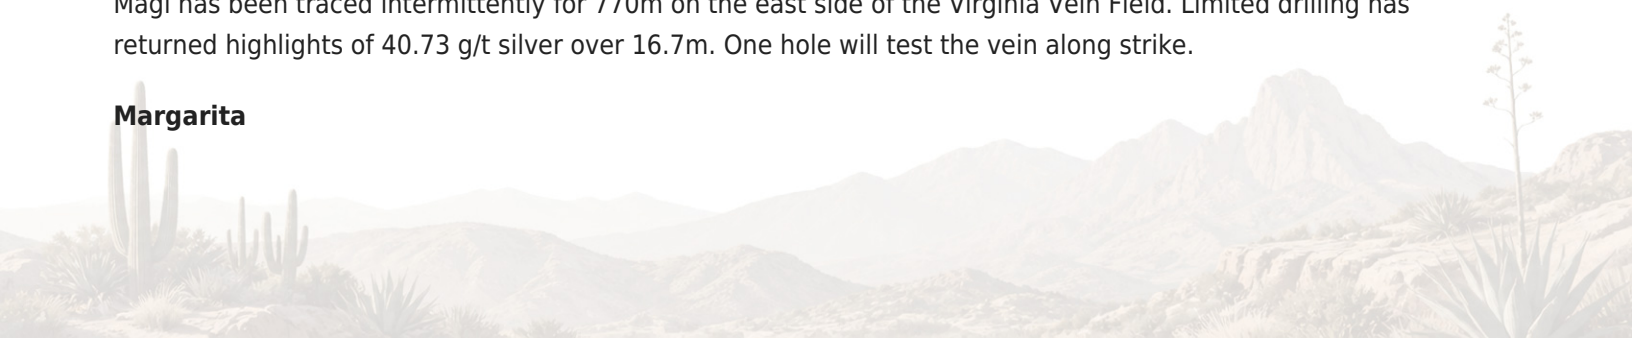 Magi has been traced intermittently for 770m on the east side of the Virginia Vein Field. Limited drilling has
returned highlights of 40.73 g/t silver over 16.7m. One hole will test the vein along strike.
Margarita